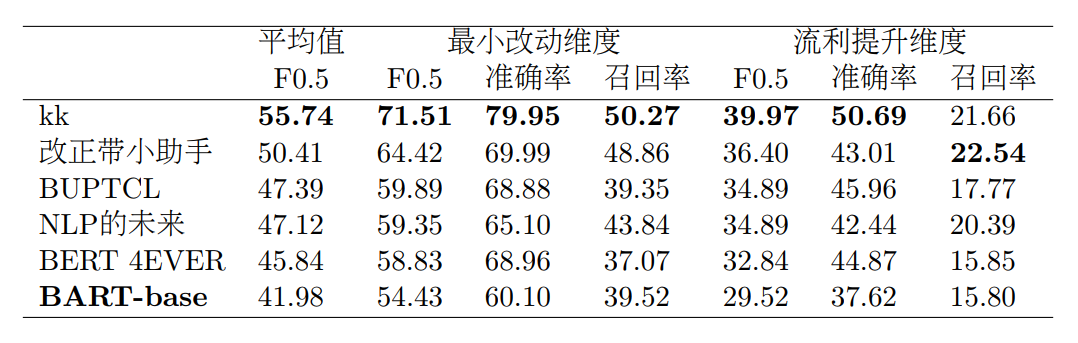 平均值 最小改动维度 流利提升维度
F0.5 F0.5 准确率 召回率 F0.5 准确率 召回率
kk 55.74 71.51 79.95 50.27 39.97 50.69 21.66
改正带小助手 50.41 64.42 69.99 48.86 36.40 43.01 22.54
BUPTCL 47.39 59.89 68.88 39.35 34.89 45.96 17.77
NLP的未来 47.12 59.35 65.10 43.84 34.89 42.44 20.39
BERT 4EVER 45.84 58.83 68.96 37.07 32.84 44.87 15.85
BART-base 41.98 54.43 60.10 39.52 29.52 37.62 15.80